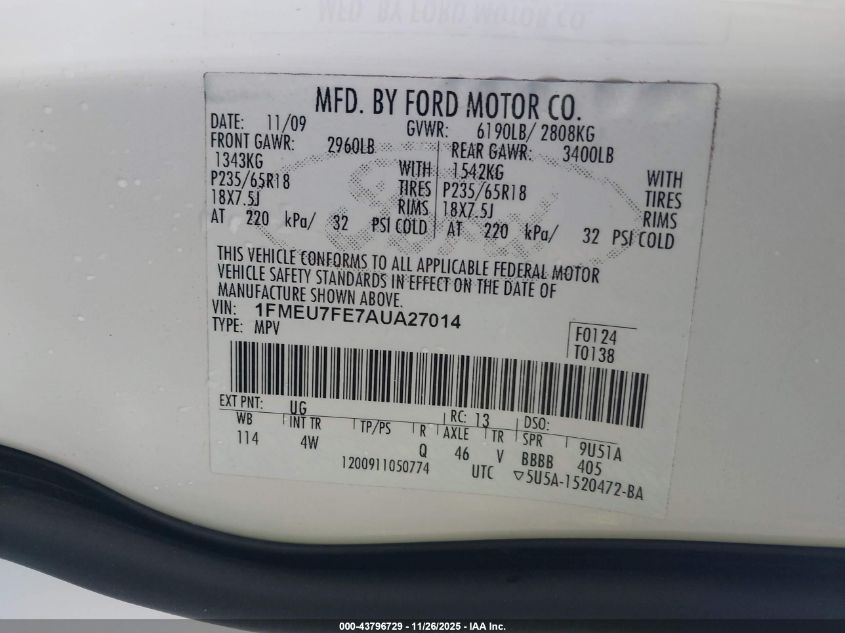 MFD. BY FORD MOTOR CO.
MFD. BY FORD MOTOR CO.
DATE: 11/09 GVWR: 6190LB/ 2808KG
FRONT GAWR: 2960LB REAR GAWR: 3400LB
1343KG WITH 1542KG WITH
P235/65R18 TIRES P235/65R18 TIRES
18X7.5J RIMS 18X7.5J RIMS
AT 220 kPa/ 32 PSI COLD AT 220 kPa/ 32 PSI COLD
THIS VEHICLE CONFORMS TO ALL APPLICABLE FEDERAL MOTOR
VEHICLE SAFETY STANDARDS IN EFFECT ON THE DATE OF
MANUFACTURE SHOWN ABOVE.
VIN: 1FMEU7FE7AUA27014
TYPE: MPV
F0124
T0138
EXT PNT: UG RC: 13 DSO:
WB INT TR TP/PS R AXLE TR SPR 9U51A
114 4W Q 46 V BBBB 405
1200911050774 UTC ▽5U5A-1520472-BA
000-43796729 - 11/26/2025 - IAA Inc.